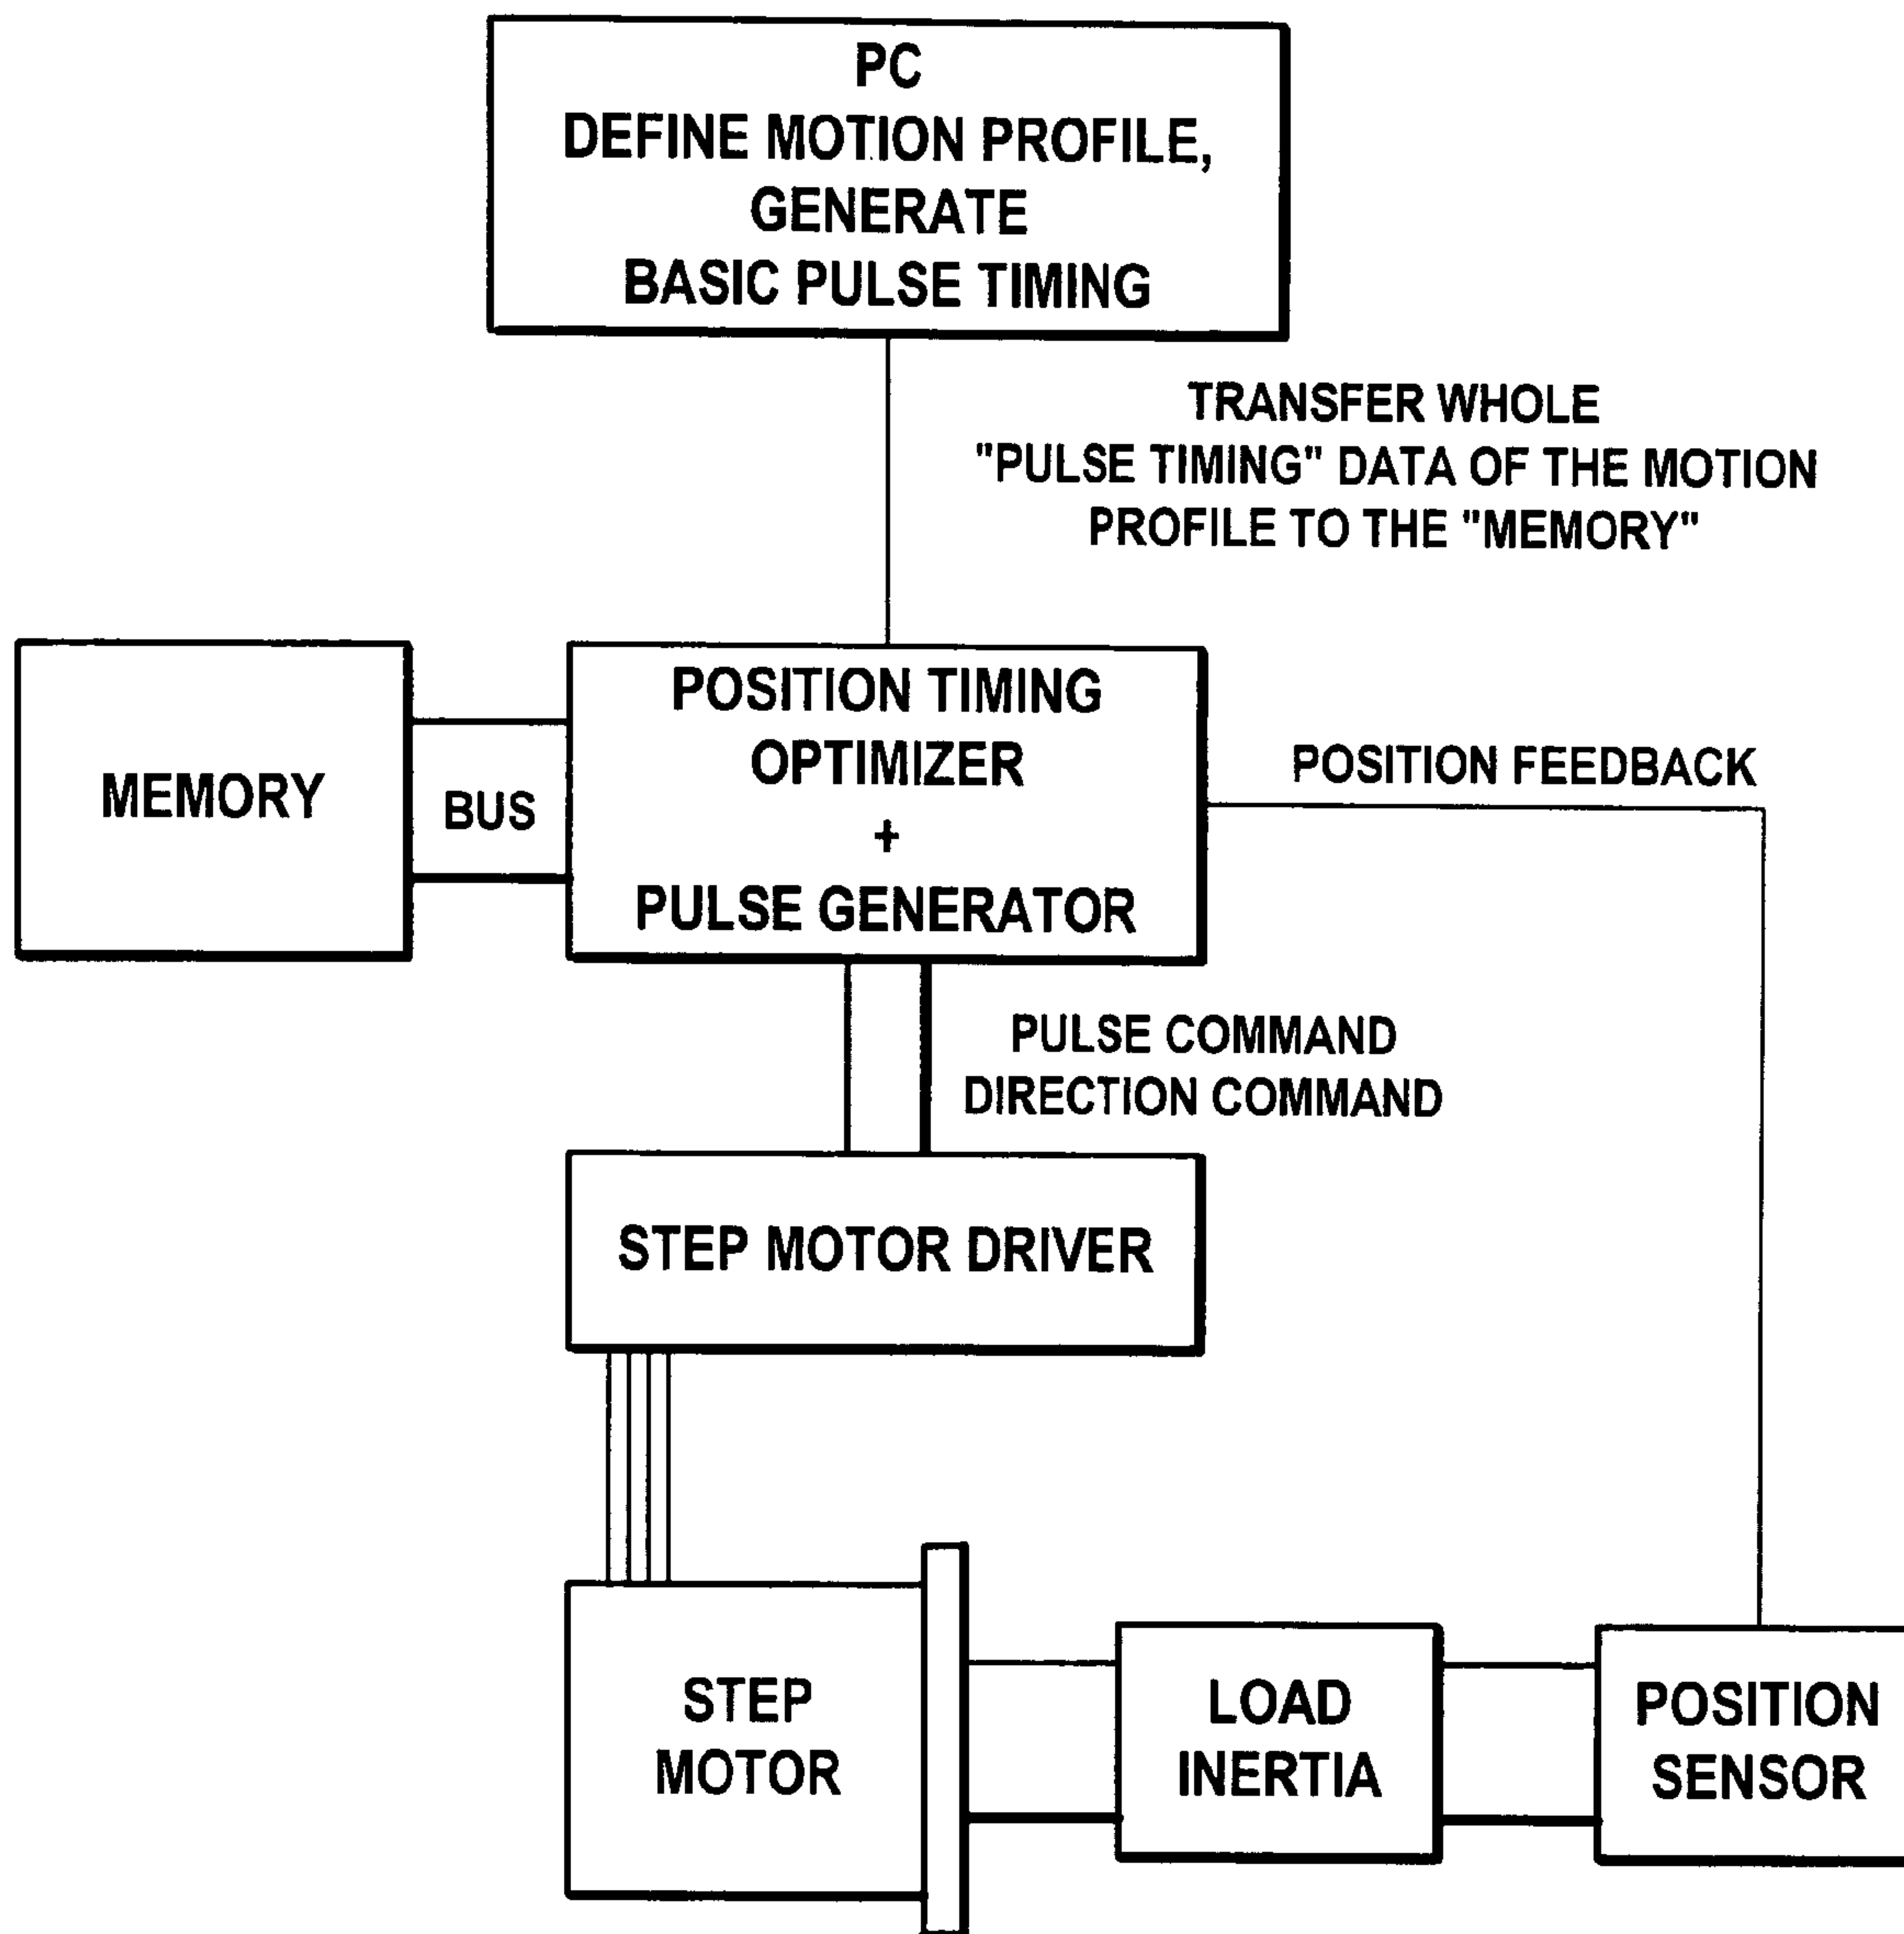 PC
DEFINE MOTION PROFILE,
GENERATE
BASIC PULSE TIMING
TRANSFER WHOLE
"PULSE TIMING" DATA OF THE MOTION
PROFILE TO THE "MEMORY"
MEMORY
BUS
POSITION TIMING
OPTIMIZER
+
PULSE GENERATOR
POSITION FEEDBACK
PULSE COMMAND
DIRECTION COMMAND
STEP MOTOR DRIVER
STEP
MOTOR
LOAD
INERTIA
POSITION
SENSOR